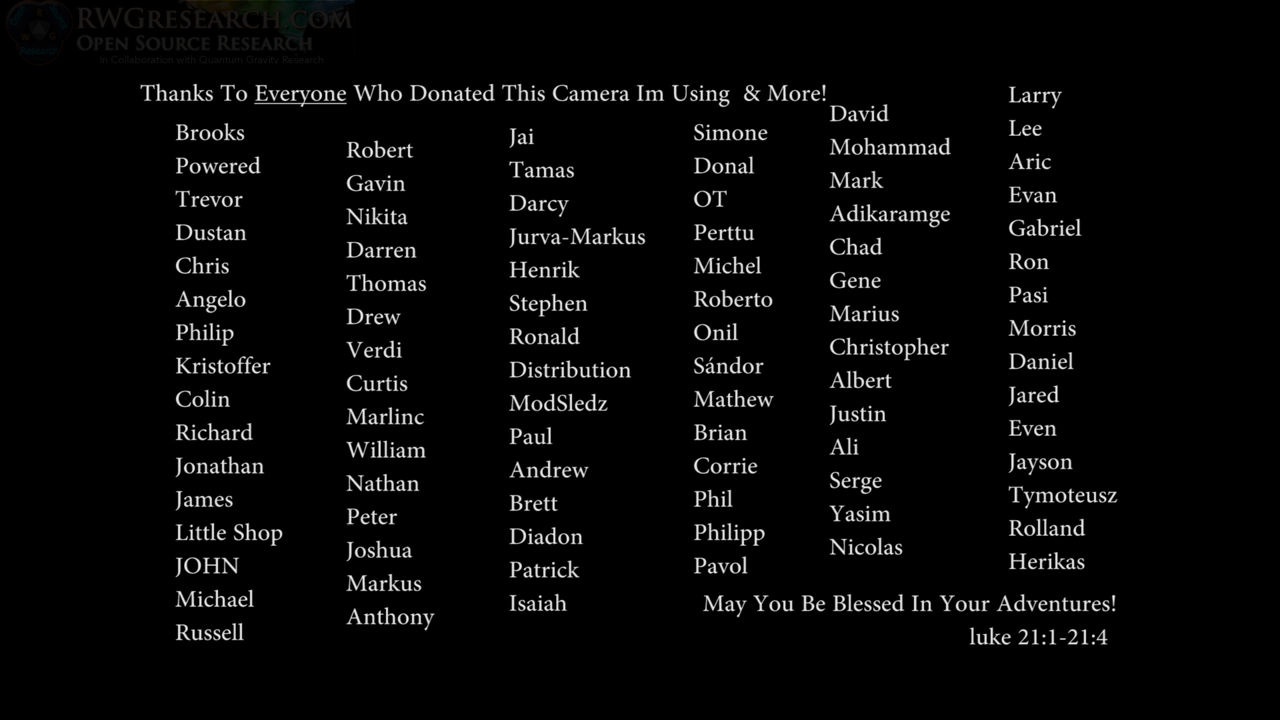 RWGresearch.com
Open Source Research
In Collaboration with Quantum Gravity Research
Thanks To Everyone Who Donated This Camera Im Using & More!
Brooks
Powered
Trevor
Dustan
Chris
Angelo
Philip
Kristoffer
Colin
Richard
Jonathan
James
Little Shop
JOHN
Michael
Russell
Robert
Gavin
Nikita
Darren
Thomas
Drew
Verdi
Curtis
Marlinc
William
Nathan
Peter
Joshua
Markus
Anthony
Jai
Tamas
Darcy
Jurva-Markus
Henrik
Stephen
Ronald
Distribution
ModSledz
Paul
Andrew
Brett
Diadon
Patrick
Isaiah
Simone
Donal
OT
Perttu
Michel
Roberto
Onil
Sándor
Mathew
Brian
Corrie
Phil
Philipp
Pavol
David
Mohammad
Mark
Adikaramge
Chad
Gene
Marius
Christopher
Albert
Justin
Ali
Serge
Yasim
Nicolas
Larry
Lee
Aric
Evan
Gabriel
Ron
Pasi
Morris
Daniel
Jared
Even
Jayson
Tymoteusz
Rolland
Herikas
May You Be Blessed In Your Adventures!
luke 21:1-21:4